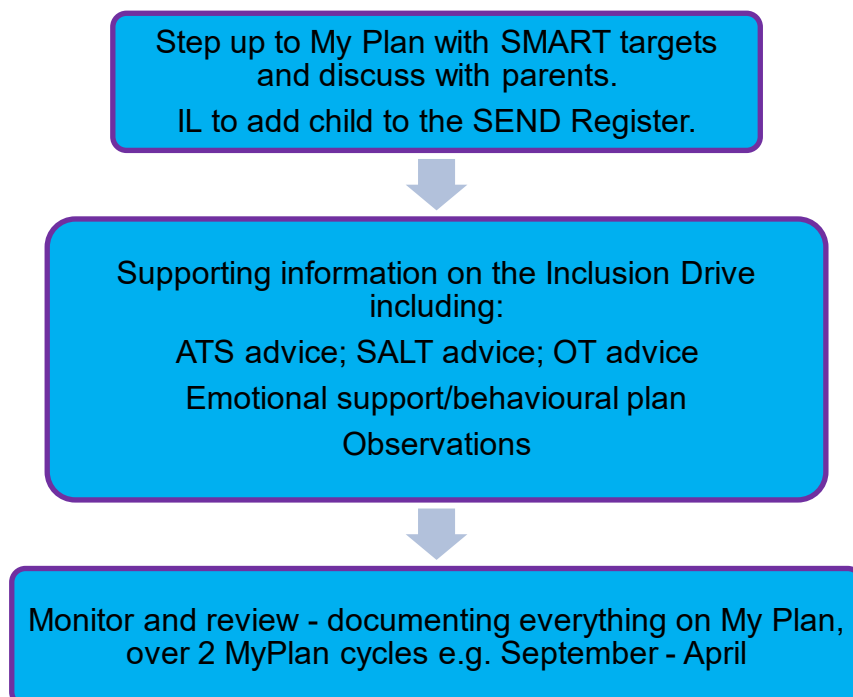 Step up to My Plan with SMART targets
and discuss with parents.
IL to add child to the SEND Register.
Supporting information on the Inclusion Drive
including:
ATS advice; SALT advice; OT advice
Emotional support/behavioural plan
Observations
Monitor and review - documenting everything on My Plan,
over 2 MyPlan cycles e.g. September - April